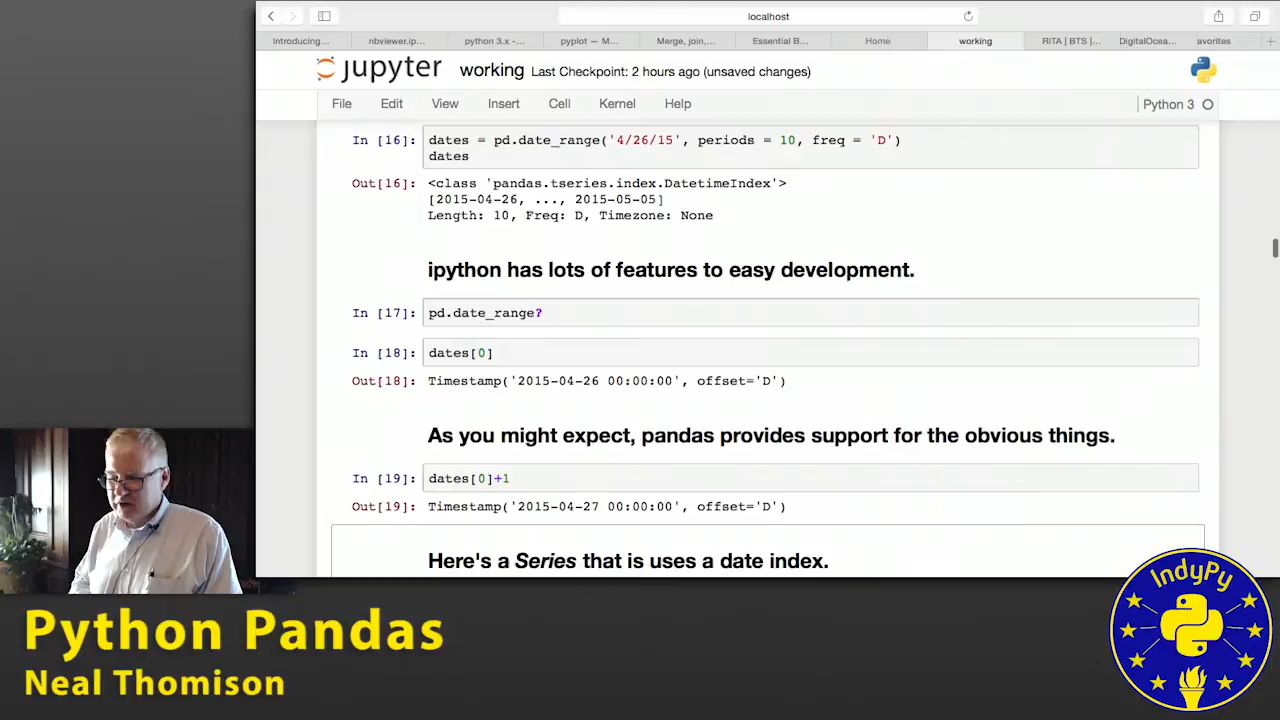 localhost
Introducing...
nbviewer.ip...
python 3.x -...
pyplot — M...
Merge, join,...
Essential B...
Home
working
RITA | BTS |...
DigitalOcea...
avorites
jupyter working Last Checkpoint: 2 hours ago (unsaved changes)
File Edit View Insert Cell Kernel Help Python 3
In [16]: dates = pd.date_range('4/26/15', periods = 10, freq = 'D')
dates
Out[16]: <class 'pandas.tseries.index.DatetimeIndex'>
[2015-04-26, ..., 2015-05-05]
Length: 10, Freq: D, Timezone: None
ipython has lots of features to easy development.
In [17]: pd.date_range?
In [18]: dates[0]
Out[18]: Timestamp('2015-04-26 00:00:00', offset='D')
As you might expect, pandas provides support for the obvious things.
In [19]: dates[0]+1
Out[19]: Timestamp('2015-04-27 00:00:00', offset='D')
Here's a Series that is uses a date index.
IndyPy
Python Pandas
Neal Thomison